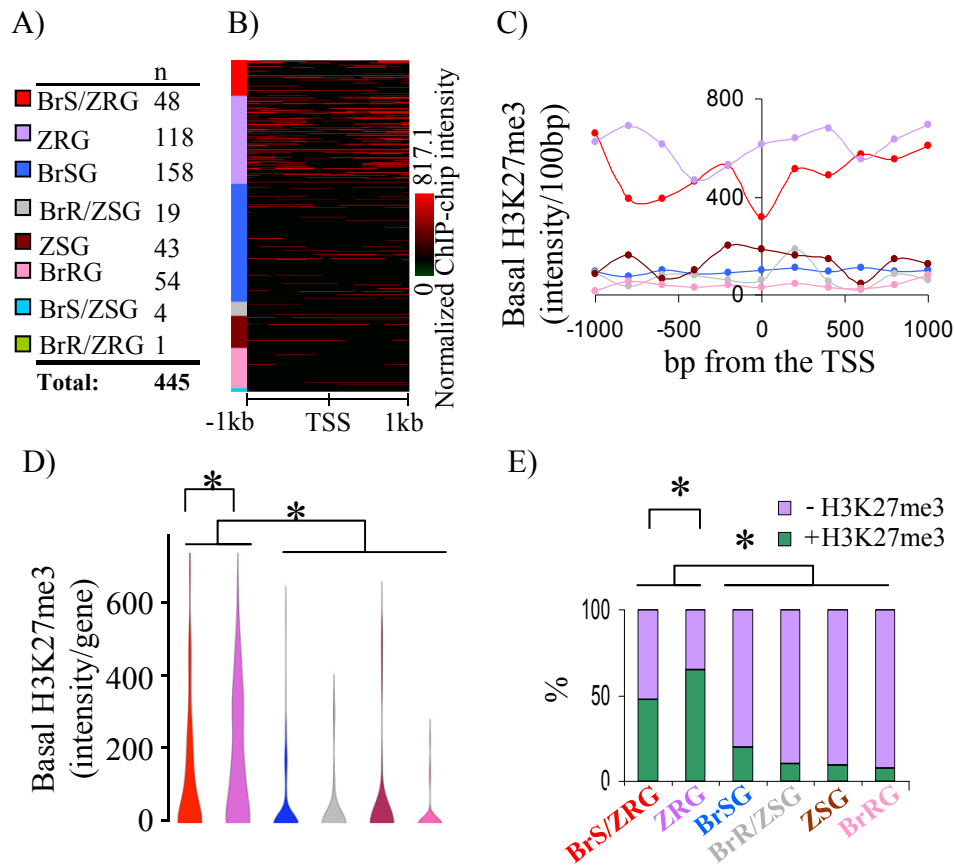 A)
n
BrS/ZRG 48
ZRG 118
BrSG 158
BrR/ZSG 19
ZSG 43
BrRG 54
BrS/ZSG 4
BrR/ZRG 1
Total: 445
B)
-1kb TSS 1kb
0 817.1
Normalized ChIP-chip intensity
C)
Basal H3K27me3
(intensity/100bp)
800
400
0
-1000 -500 0 500 1000
bp from the TSS
D)
* *
Basal H3K27me3
(intensity/gene)
600
400
200
0
E)
* *
- H3K27me3
+H3K27me3
%
100
50
0
BrS/ZRG ZRG BrSG BrR/ZSG ZSG BrRG